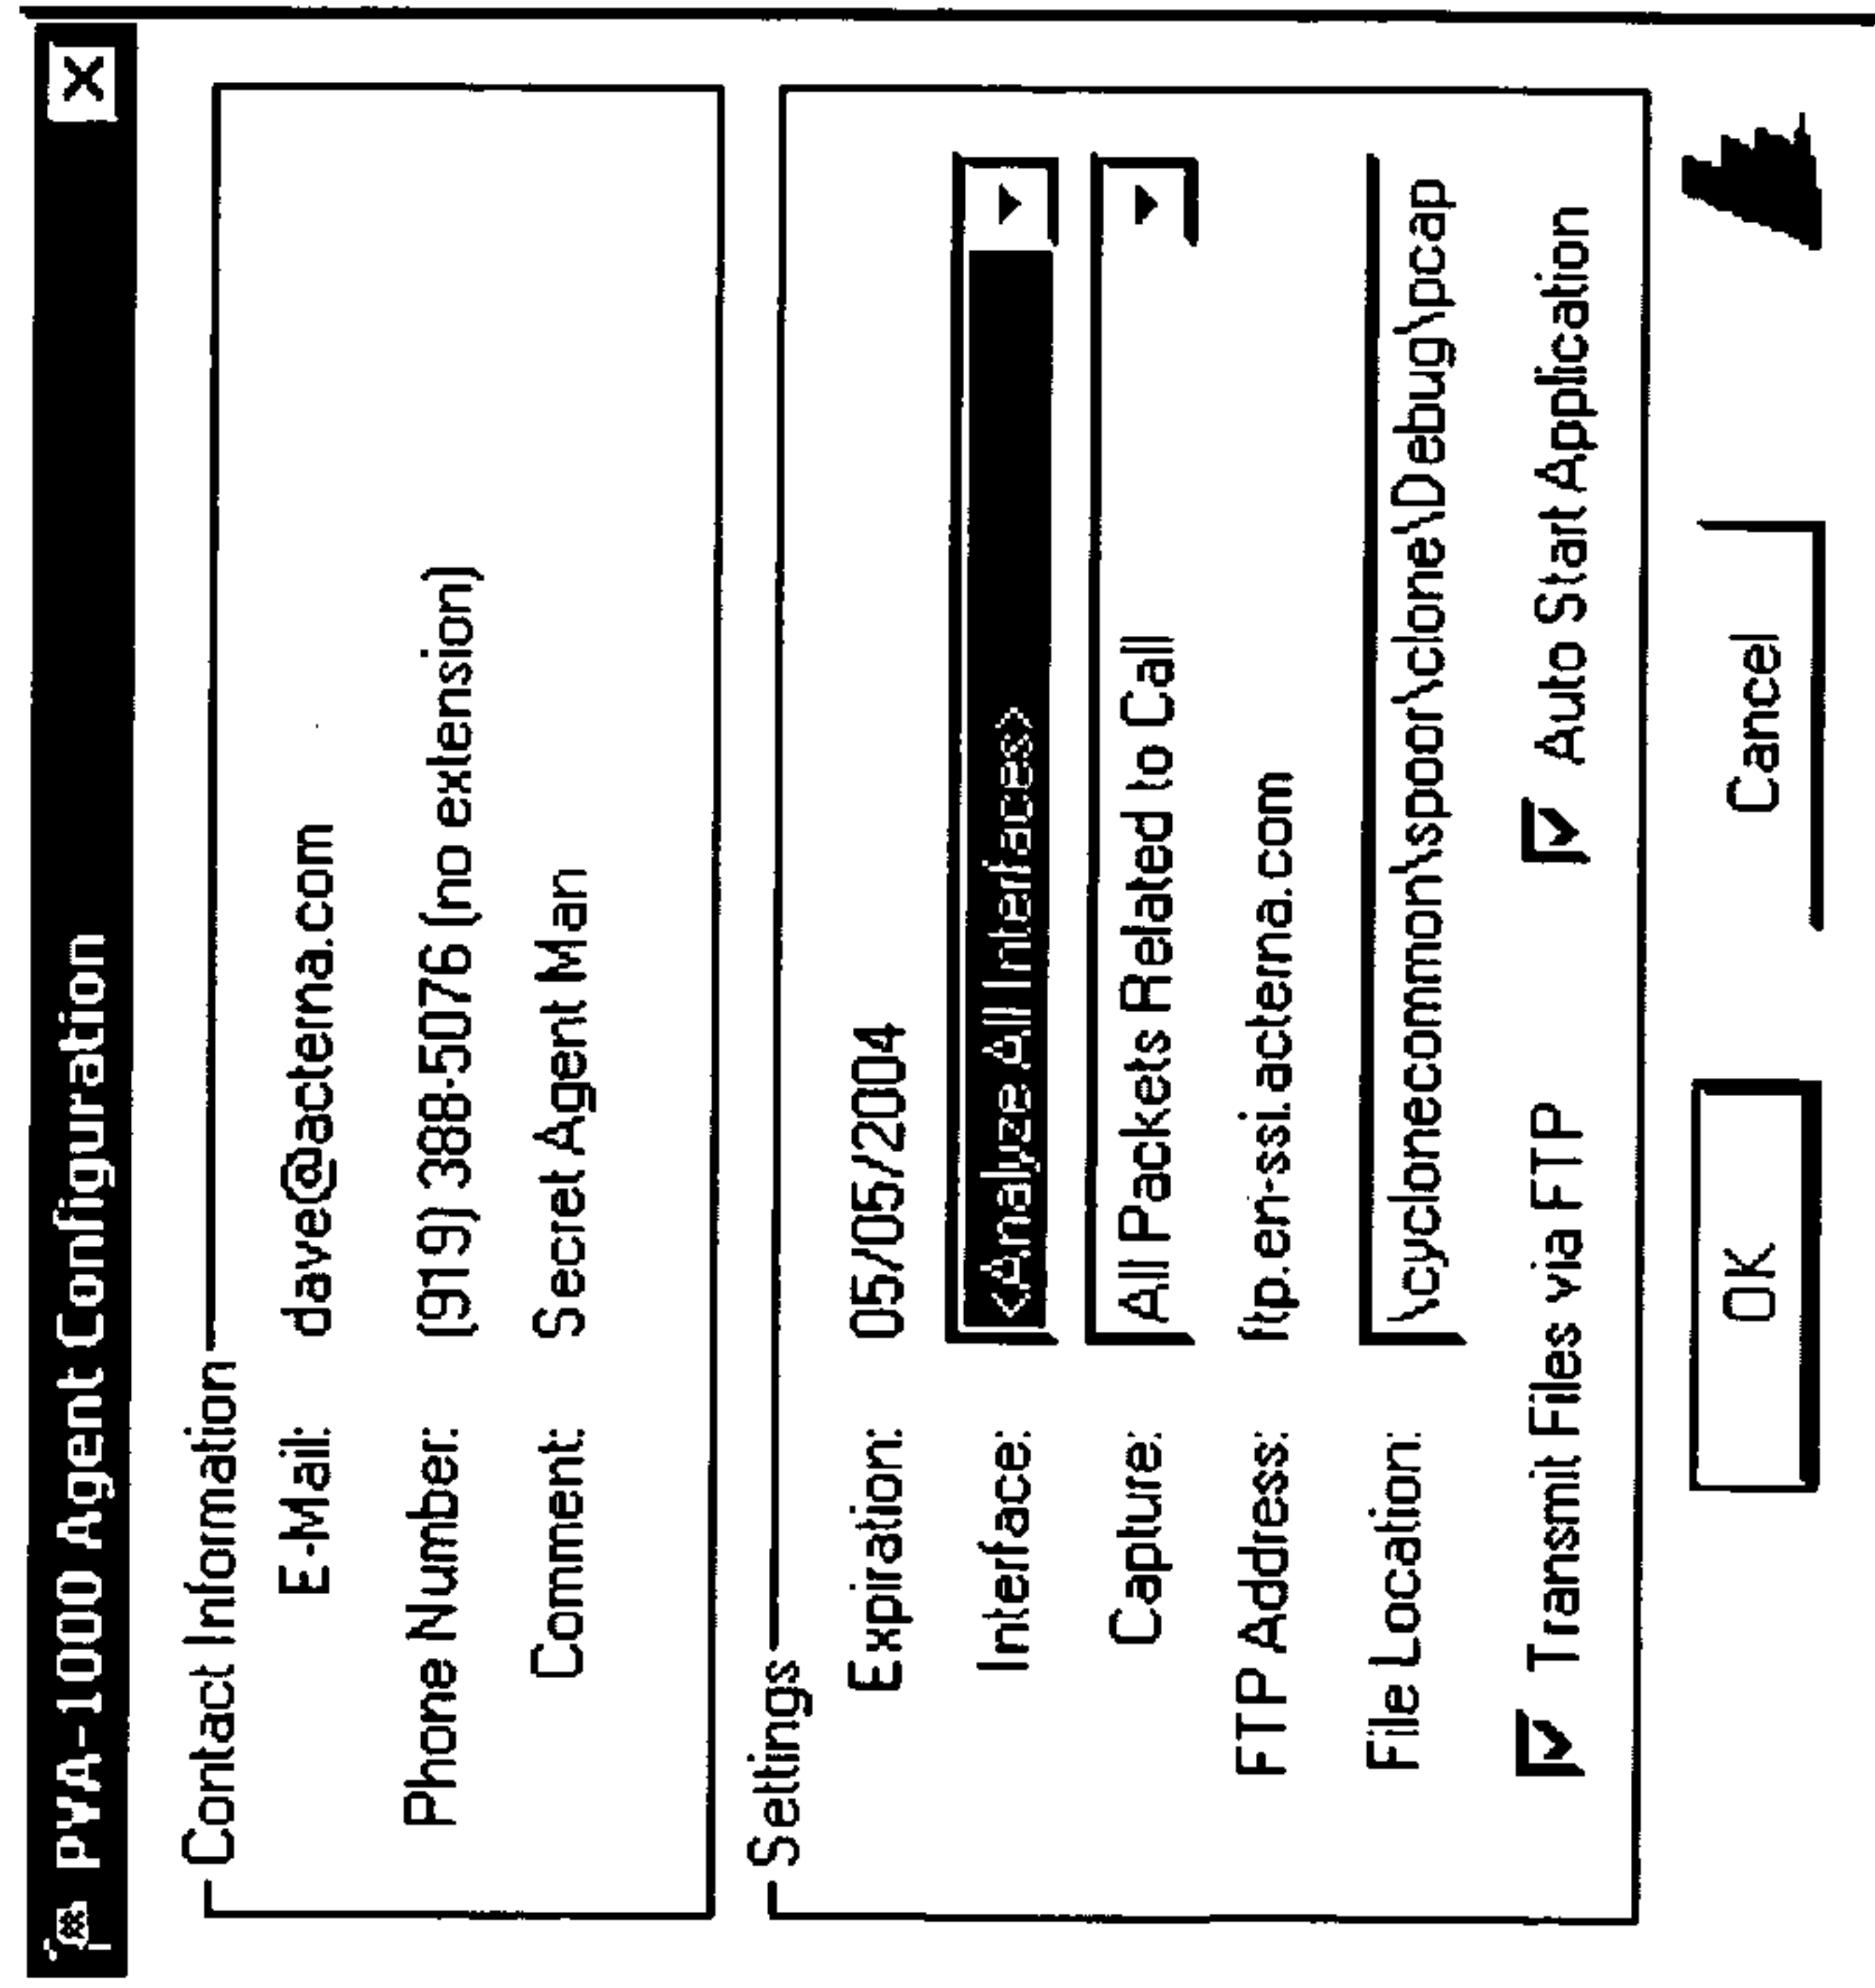 PVA-1000 Agent Configuration X
Contact Information
E-Mail: dave@acterna.com
Phone Number: (919) 388-5076 (no extension)
Comment: Secret Agent Man
Settings
Expiration: 05/05/2004
Interface: <Analyze All Interfaces>
Capture: All Packets Related to Call
FTP Address: ftp.en-ssi.acterna.com
File Location: \cyclonecommon\spoor\clone\Debug\pcap
Transmit Files via FTP Auto Start Application
OK Cancel